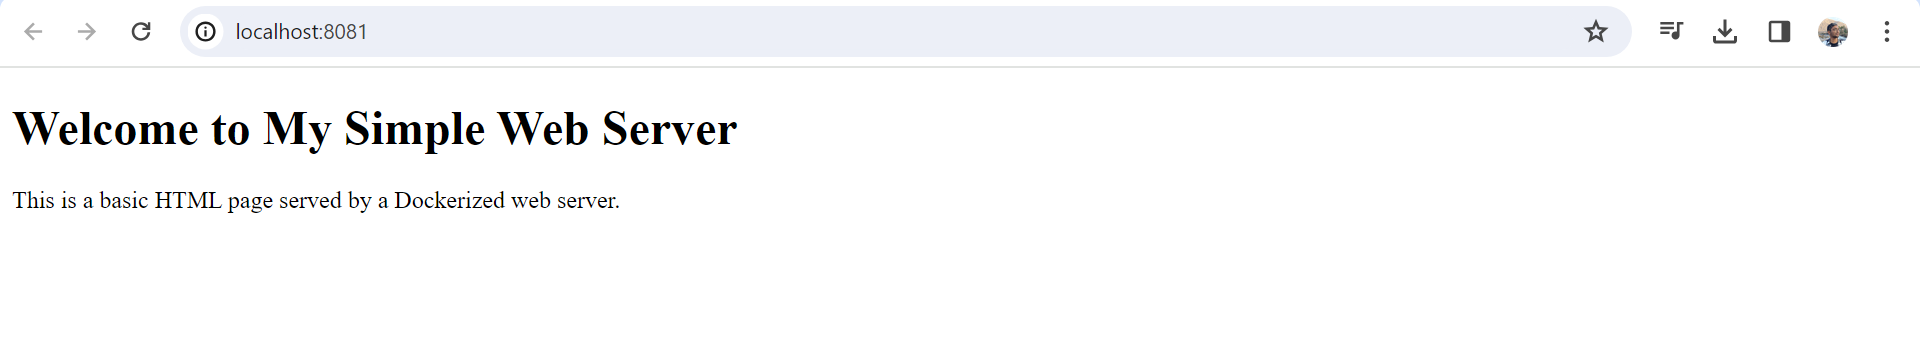 localhost:8081
Welcome to My Simple Web Server
This is a basic HTML page served by a Dockerized web server.